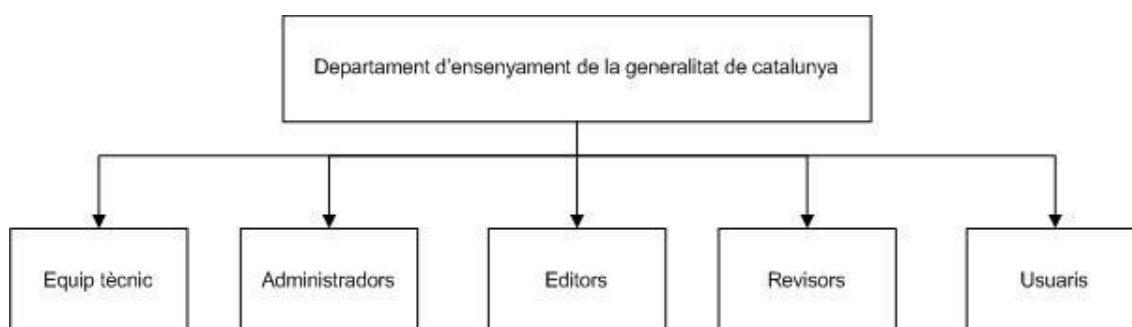 Departament d'ensenyament de la generalitat de catalunya
Equip tècnic
Administradors
Editors
Revisors
Usuaris